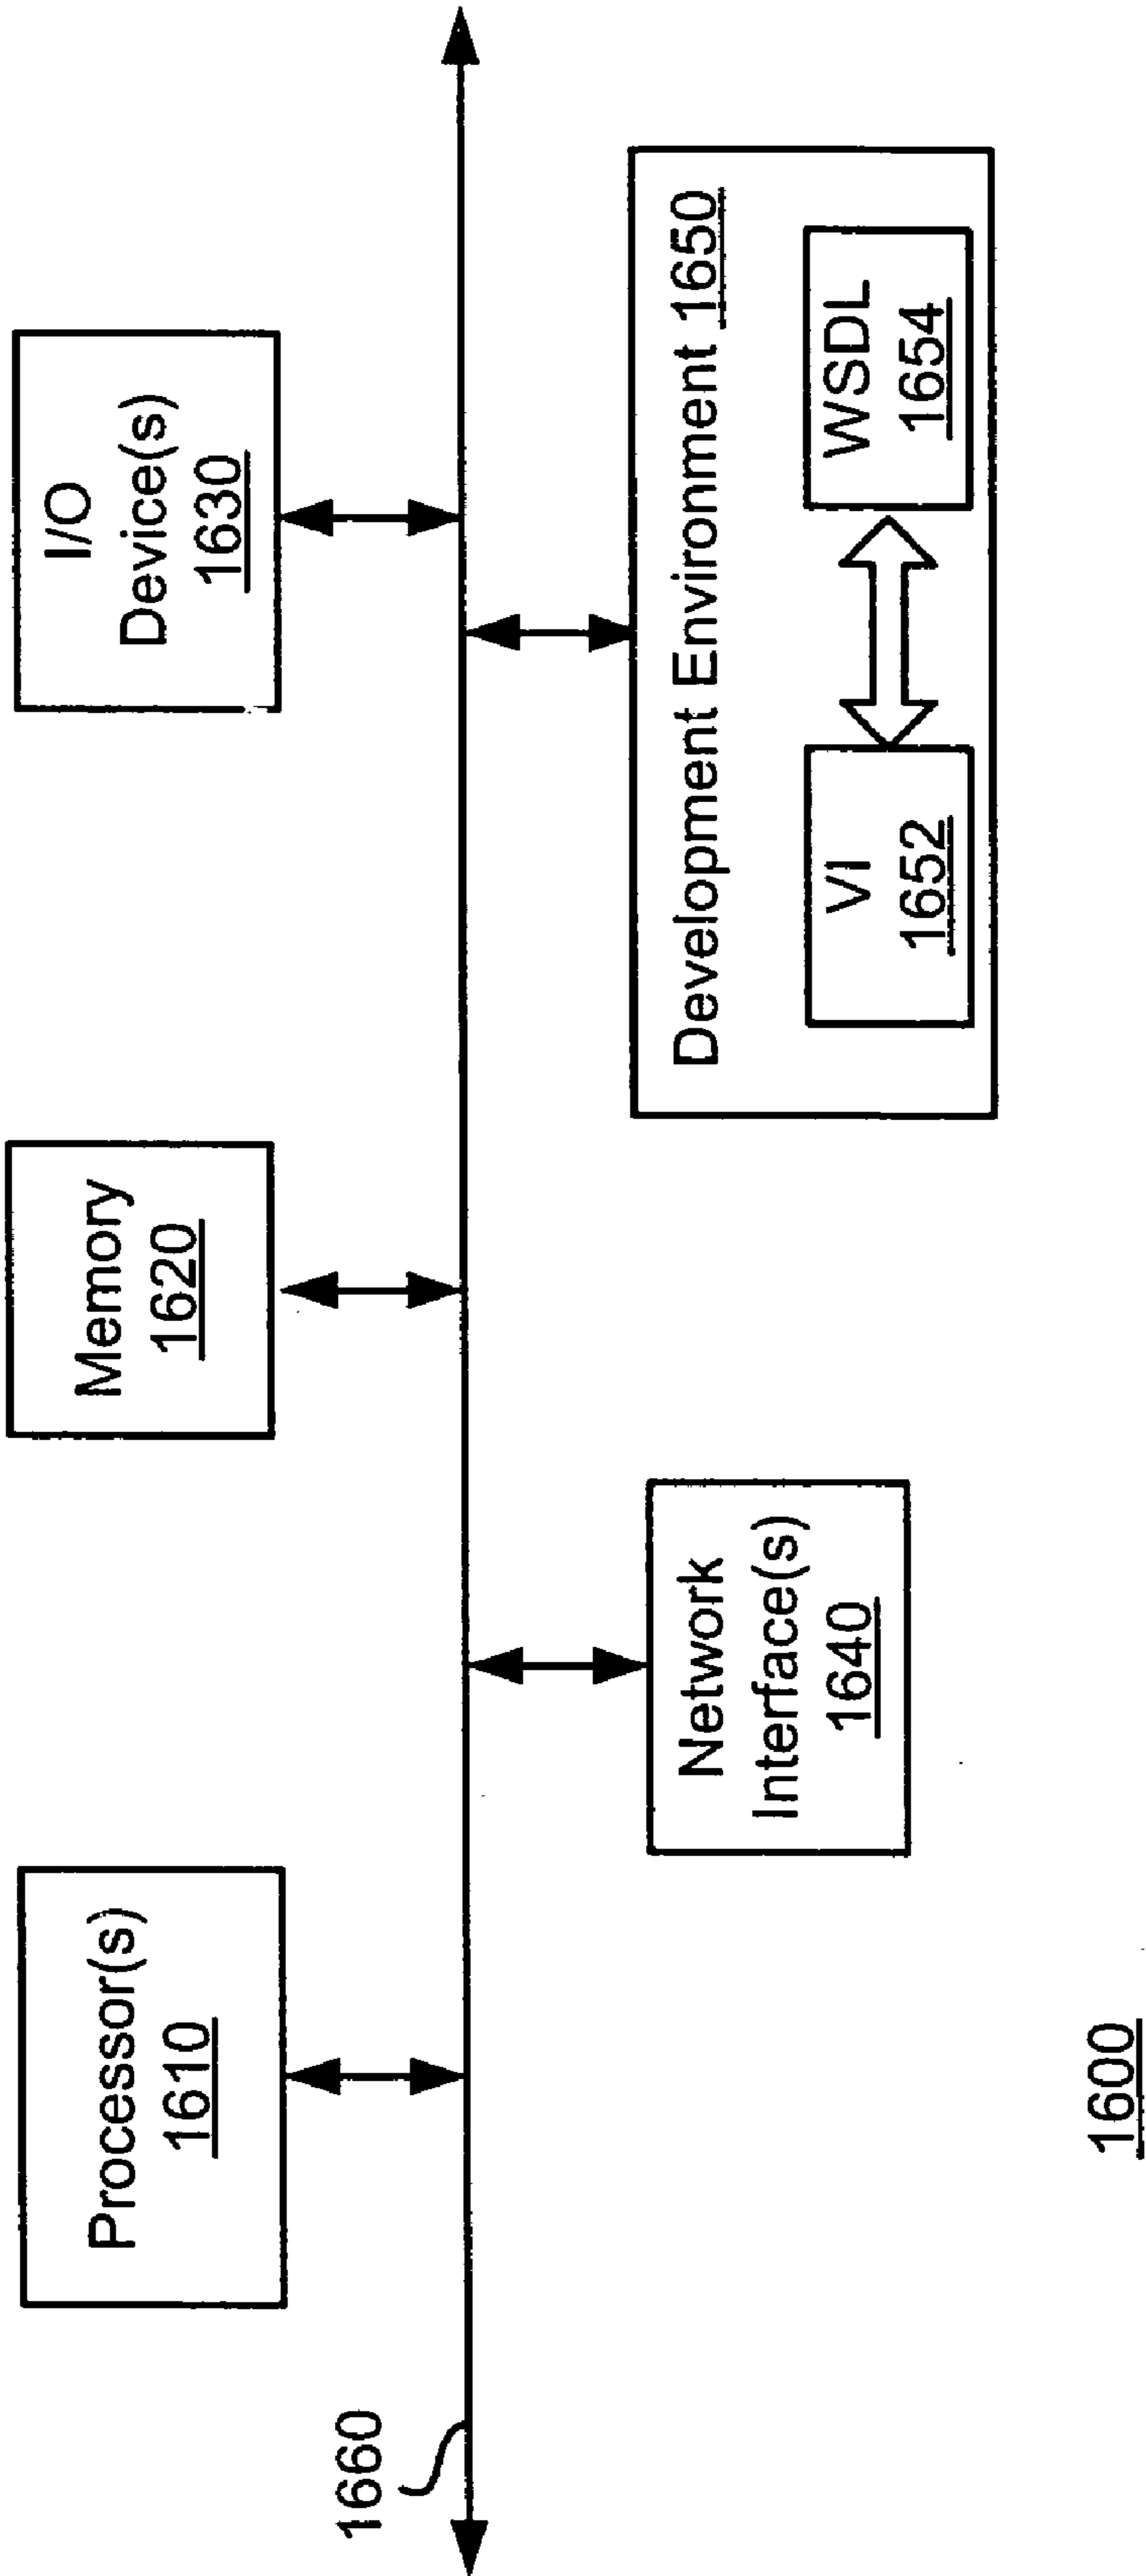 Processor(s)
1610
Memory
1620
I/O
Device(s)
1630
1660
Network
Interface(s)
1640
Development Environment 1650
VI
1652
WSDL
1654
1600